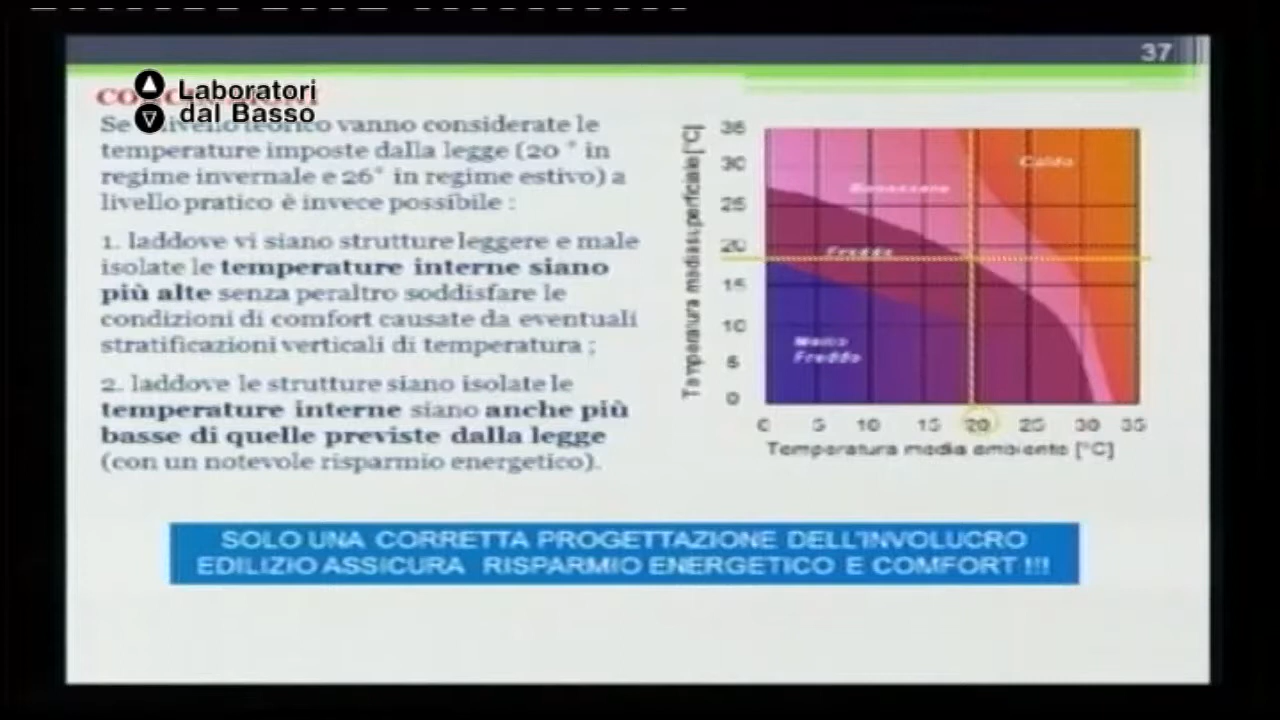 37
Laboratori
dal Basso
Se livello teorico vanno considerate le
temperature imposte dalla legge (20 ° in
regime invernale e 26° in regime estivo) a
livello pratico è invece possibile :
1. laddove vi siano strutture leggere e male
isolate le temperature interne siano
più alte senza peraltro soddisfare le
condizioni di comfort causate da eventuali
stratificazioni verticali di temperatura ;
2. laddove le strutture siano isolate le
temperature interne siano anche più
basse di quelle previste dalla legge
(con un notevole risparmio energetico).
Temperatura media superficiale [°C]
35
30
25
20
15
10
5
0
Caldo
Benessere
Freddo
Molto
Freddo
0 5 10 15 20 25 30 35
Temperatura media ambiente [°C]
SOLO UNA CORRETTA PROGETTAZIONE DELL'INVOLUCRO
EDILIZIO ASSICURA RISPARMIO ENERGETICO E COMFORT !!!